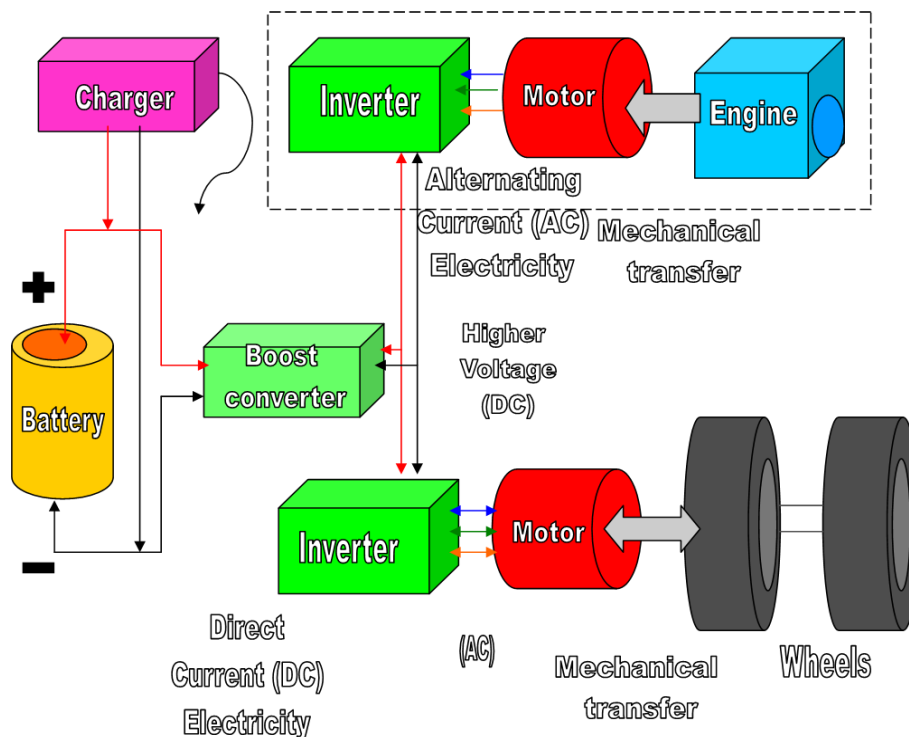 Charger
Inverter
Motor
Engine
Alternating
Current (AC)
Electricity
Mechanical
transfer
+
Boost
converter
Higher
Voltage
(DC)
Battery
−
Inverter
Motor
Direct
Current (DC)
Electricity
(AC)
Mechanical
transfer
Wheels